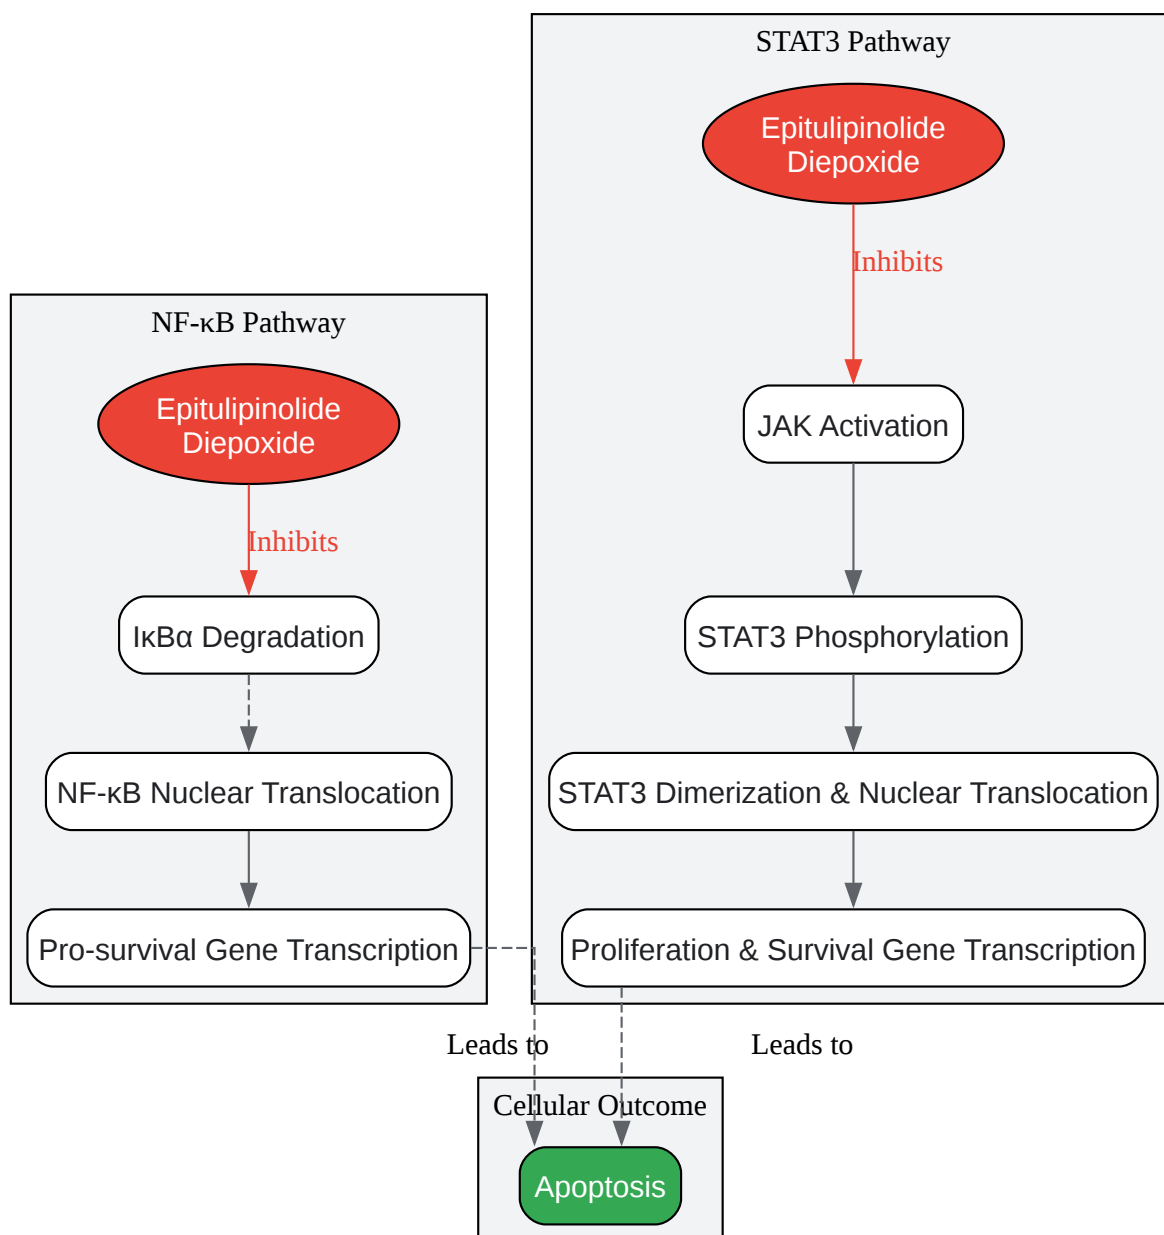 STAT3 Pathway
Epitulipinolide
Diepoxide
Inhibits
JAK Activation
STAT3 Phosphorylation
STAT3 Dimerization & Nuclear Translocation
Proliferation & Survival Gene Transcription
NF-κB Pathway
Epitulipinolide
Diepoxide
Inhibits
IκBα Degradation
NF-κB Nuclear Translocation
Pro-survival Gene Transcription
Leads to
Leads to
Cellular Outcome
Apoptosis